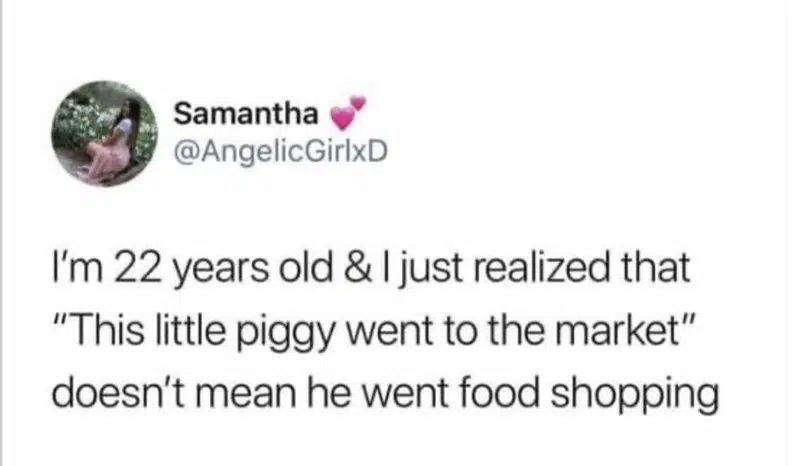 Samantha 💕
@AngelicGirlxD
I'm 22 years old & I just realized that
"This little piggy went to the market"
doesn't mean he went food shopping